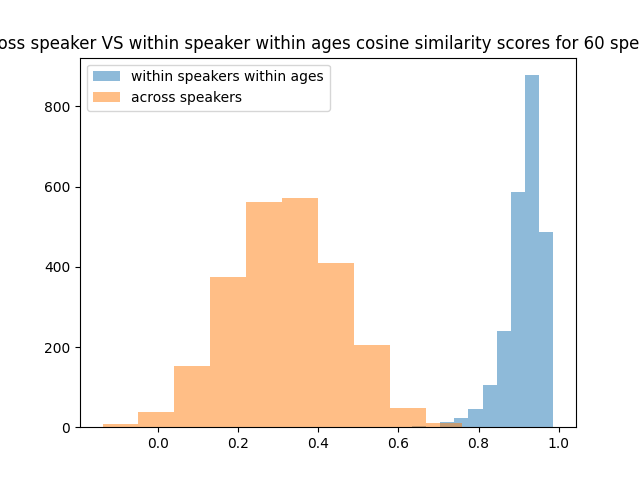 oss speaker VS within speaker within ages cosine similarity scores for 60 spe
within speakers within ages
across speakers
800
600
400
200
0
0.0 0.2 0.4 0.6 0.8 1.0